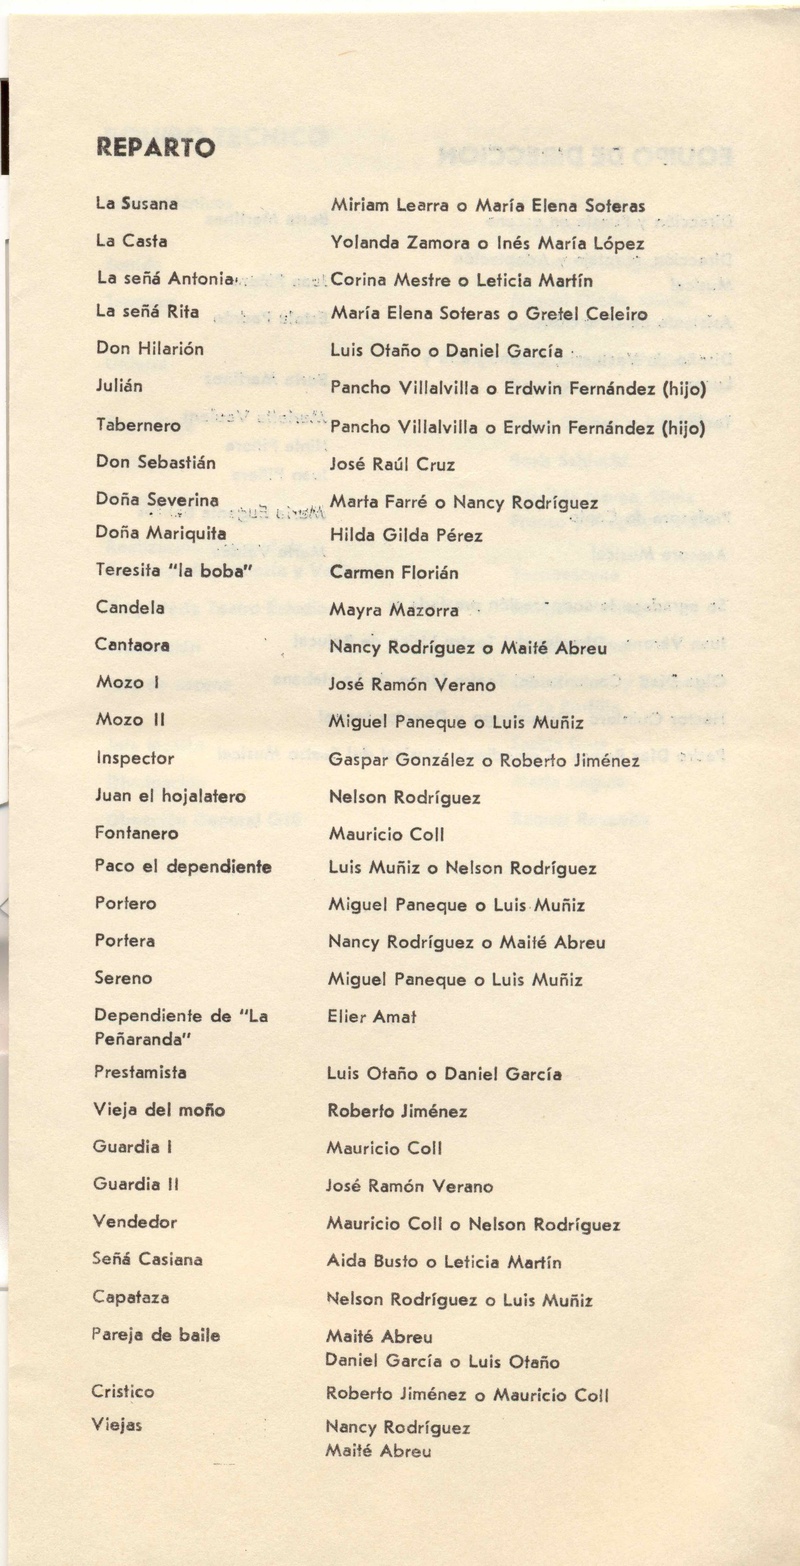 REPARTO
La Susana Miriam Learra o María Elena Soteras
La Casta Yolanda Zamora o Inés María López
La señá Antonia Corina Mestre o Leticia Martín
La señá Rita María Elena Soteras o Gretel Celeiro
Don Hilarión Luis Otaño o Daniel García
Julián Pancho Villalvilla o Erdwin Fernández (hijo)
Tabernero Pancho Villalvilla o Erdwin Fernández (hijo)
Don Sebastián José Raúl Cruz
Doña Severina Marta Farré o Nancy Rodríguez
Doña Mariquita Hilda Gilda Pérez
Teresita "la boba" Carmen Florián
Candela Mayra Mazorra
Cantaora Nancy Rodríguez o Maité Abreu
Mozo I José Ramón Verano
Mozo II Miguel Paneque o Luis Muñiz
Inspector Gaspar González o Roberto Jiménez
Juan el hojalatero Nelson Rodríguez
Fontanero Mauricio Coll
Paco el dependiente Luis Muñiz o Nelson Rodríguez
Portero Miguel Paneque o Luis Muñiz
Portera Nancy Rodríguez o Maité Abreu
Sereno Miguel Paneque o Luis Muñiz
Dependiente de "La Elier Amat
Peñaranda"
Prestamista Luis Otaño o Daniel García
Vieja del moño Roberto Jiménez
Guardia I Mauricio Coll
Guardia II José Ramón Verano
Vendedor Mauricio Coll o Nelson Rodríguez
Señá Casiana Aida Busto o Leticia Martín
Capataza Nelson Rodríguez o Luis Muñiz
Pareja de baile Maité Abreu
Daniel García o Luis Otaño
Cristico Roberto Jiménez o Mauricio Coll
Viejas Nancy Rodríguez
Maité Abreu